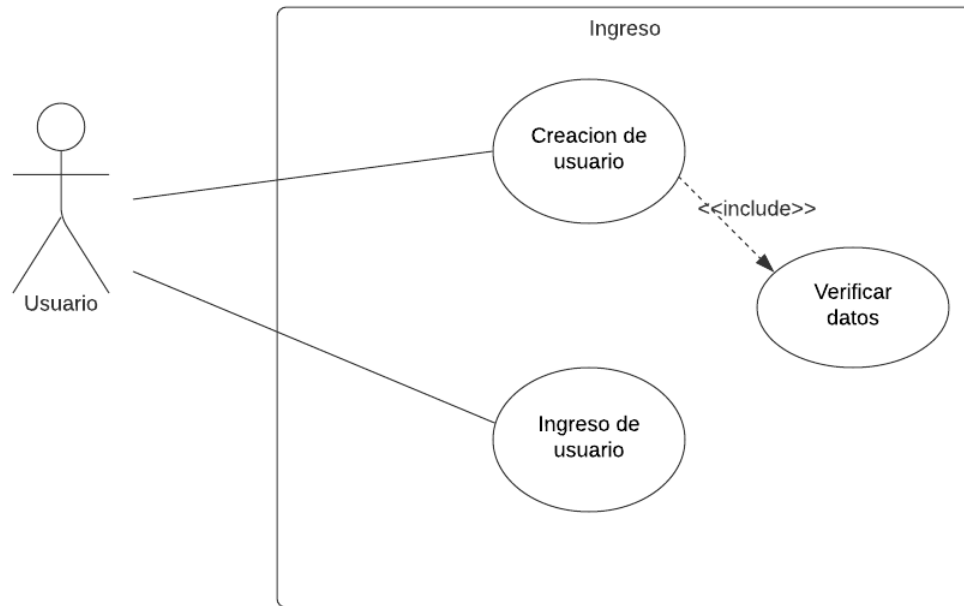 Ingreso
Creacion de
usuario
<<include>>
Verificar
datos
Usuario
Ingreso de
usuario